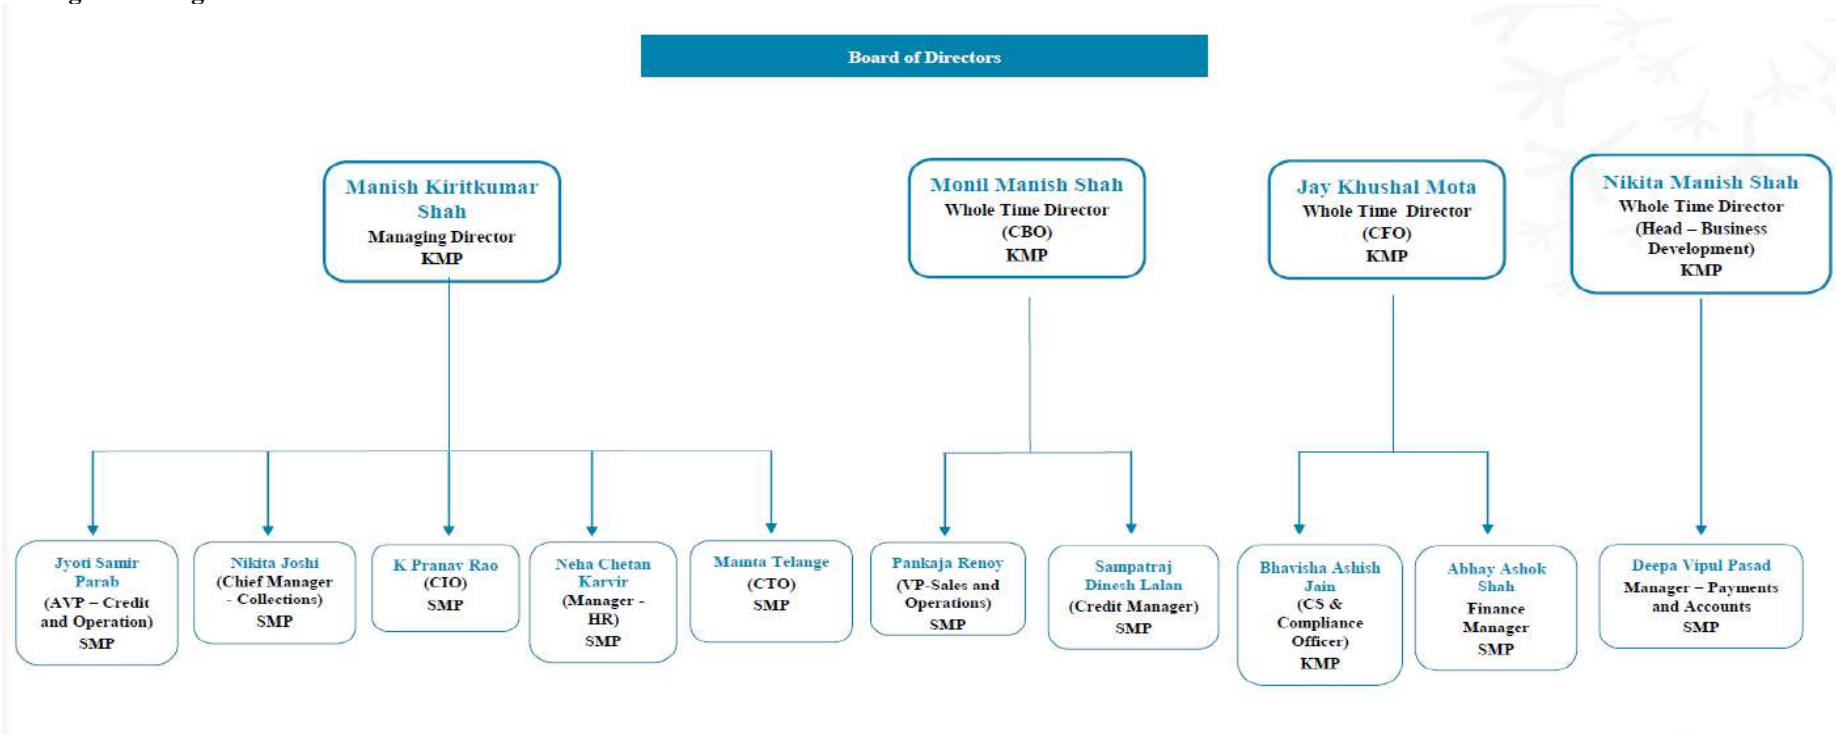 Board of Directors
Manish Kiritkumar
Shah
Managing Director
KMP
Monil Manish Shah
Whole Time Director
(CBO)
KMP
Jay Khushal Mota
Whole Time Director
(CFO)
KMP
Nikita Manish Shah
Whole Time Director
(Head – Business
Development)
KMP
Jyoti Samir
Parab
(AVP – Credit
and Operation)
SMP
Nikita Joshi
(Chief Manager
- Collections)
SMP
K Pranav Rao
(CIO)
SMP
Neha Chetan
Karvir
(Manager -
HR)
SMP
Mamta Telange
(CTO)
SMP
Pankaja Renoy
(VP-Sales and
Operations)
SMP
Sampatraj
Dinesh Lalan
(Credit Manager)
SMP
Bhavisha Ashish
Jain
(CS &
Compliance
Officer)
KMP
Abhay Ashok
Shah
Finance
Manager
SMP
Deepa Vipul Pasad
Manager – Payments
and Accounts
SMP